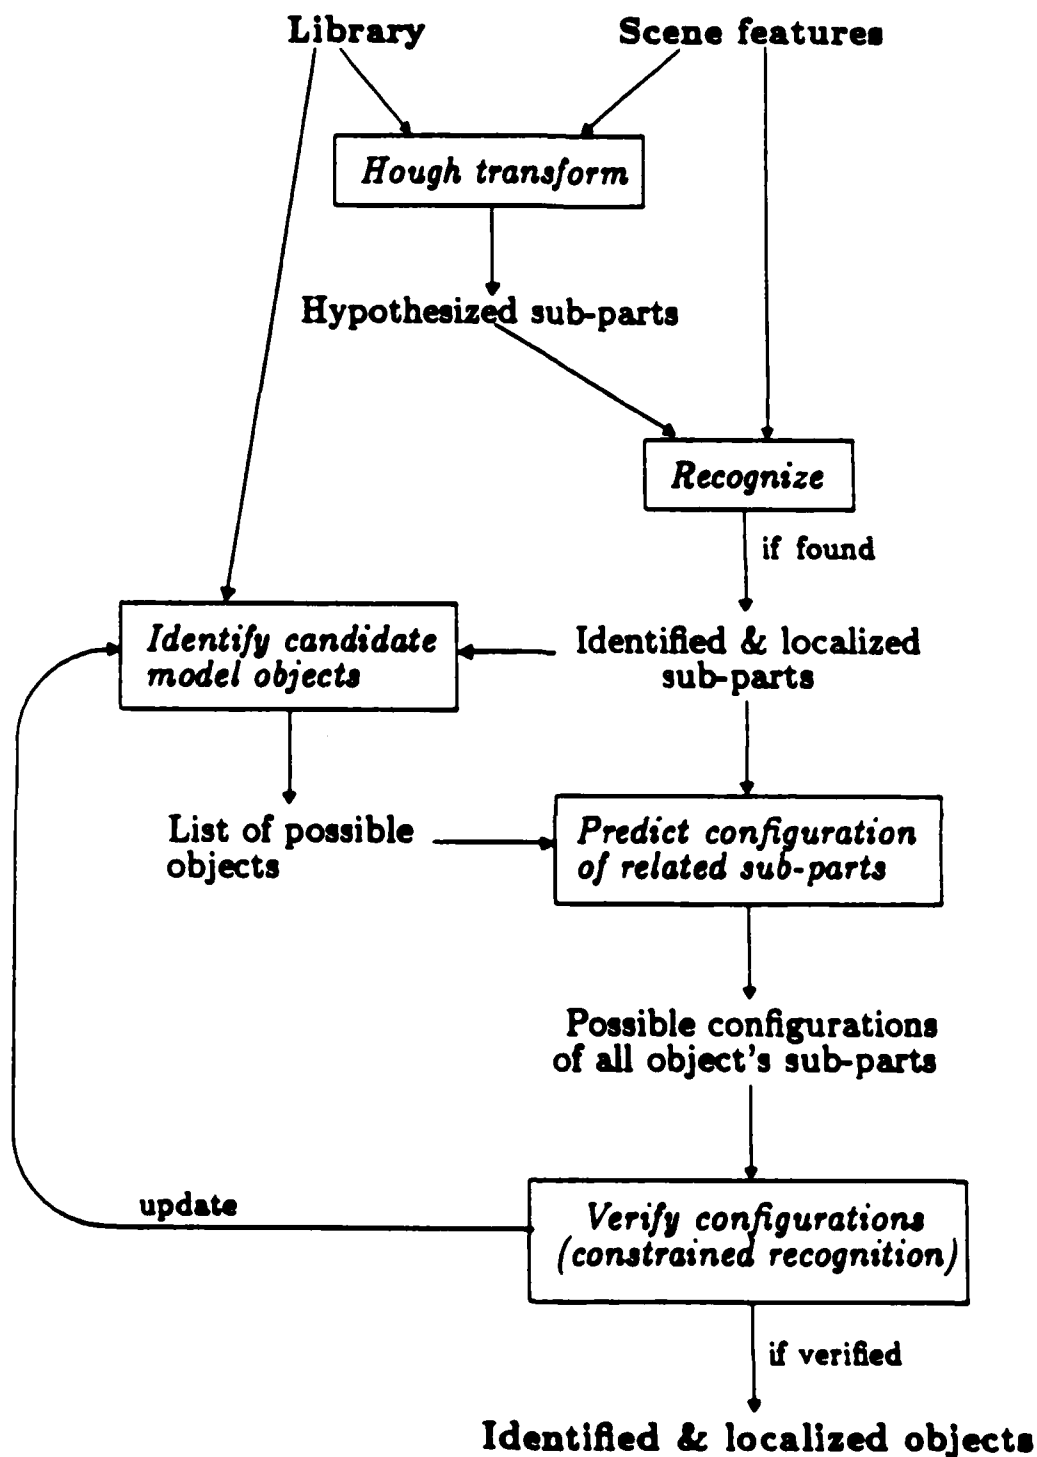 Library
Scene features
Hough transform
Hypothesized sub-parts
Recognize
if found
Identify candidate
model objects
Identified & localized
sub-parts
List of possible
objects
Predict configuration
of related sub-parts
Possible configurations
of all object's sub-parts
update
Verify configurations
(constrained recognition)
if verified
Identified & localized objects